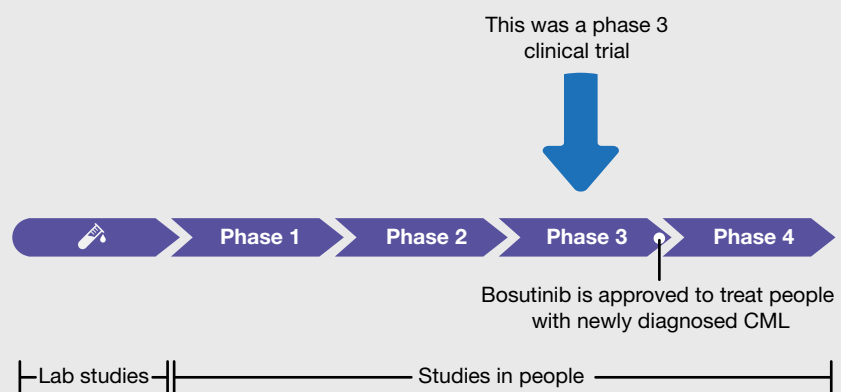 This was a phase 3
clinical trial
Phase 1
Phase 2
Phase 3
Phase 4
Bosutinib is approved to treat people
with newly diagnosed CML
Lab studies
Studies in people